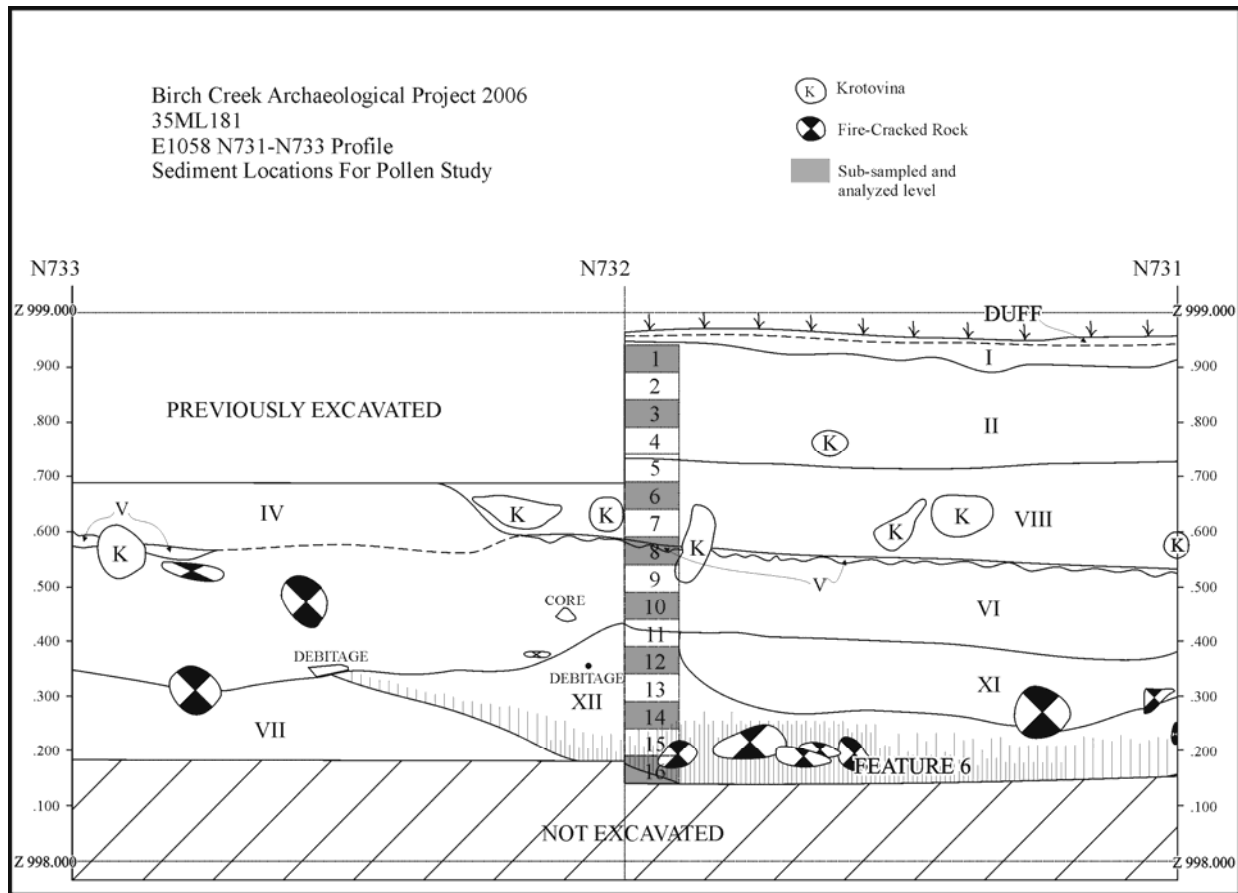 Birch Creek Archaeological Project 2006
35ML181
E1058 N731-N733 Profile
Sediment Locations For Pollen Study
K Krotovina
Fire-Cracked Rock
Sub-sampled and
analyzed level
N733 N732 N731
Z 999.000 Z 999.000
DUFF
I
1
.900 .900
2
PREVIOUSLY EXCAVATED
3
II
.800 .800
4
K
5
.700 .700
6
IV
V
K K
7
K K
VIII
.600 .600
K
K
8
K
9
V
.500 .500
CORE
10
VI
11
.400 .400
DEBITAGE
12
DEBITAGE
XI
XII
13
.300 .300
14
VII
15
.200 .200
16
FEATURE 6
.100 .100
NOT EXCAVATED
Z 998.000 Z 998.000